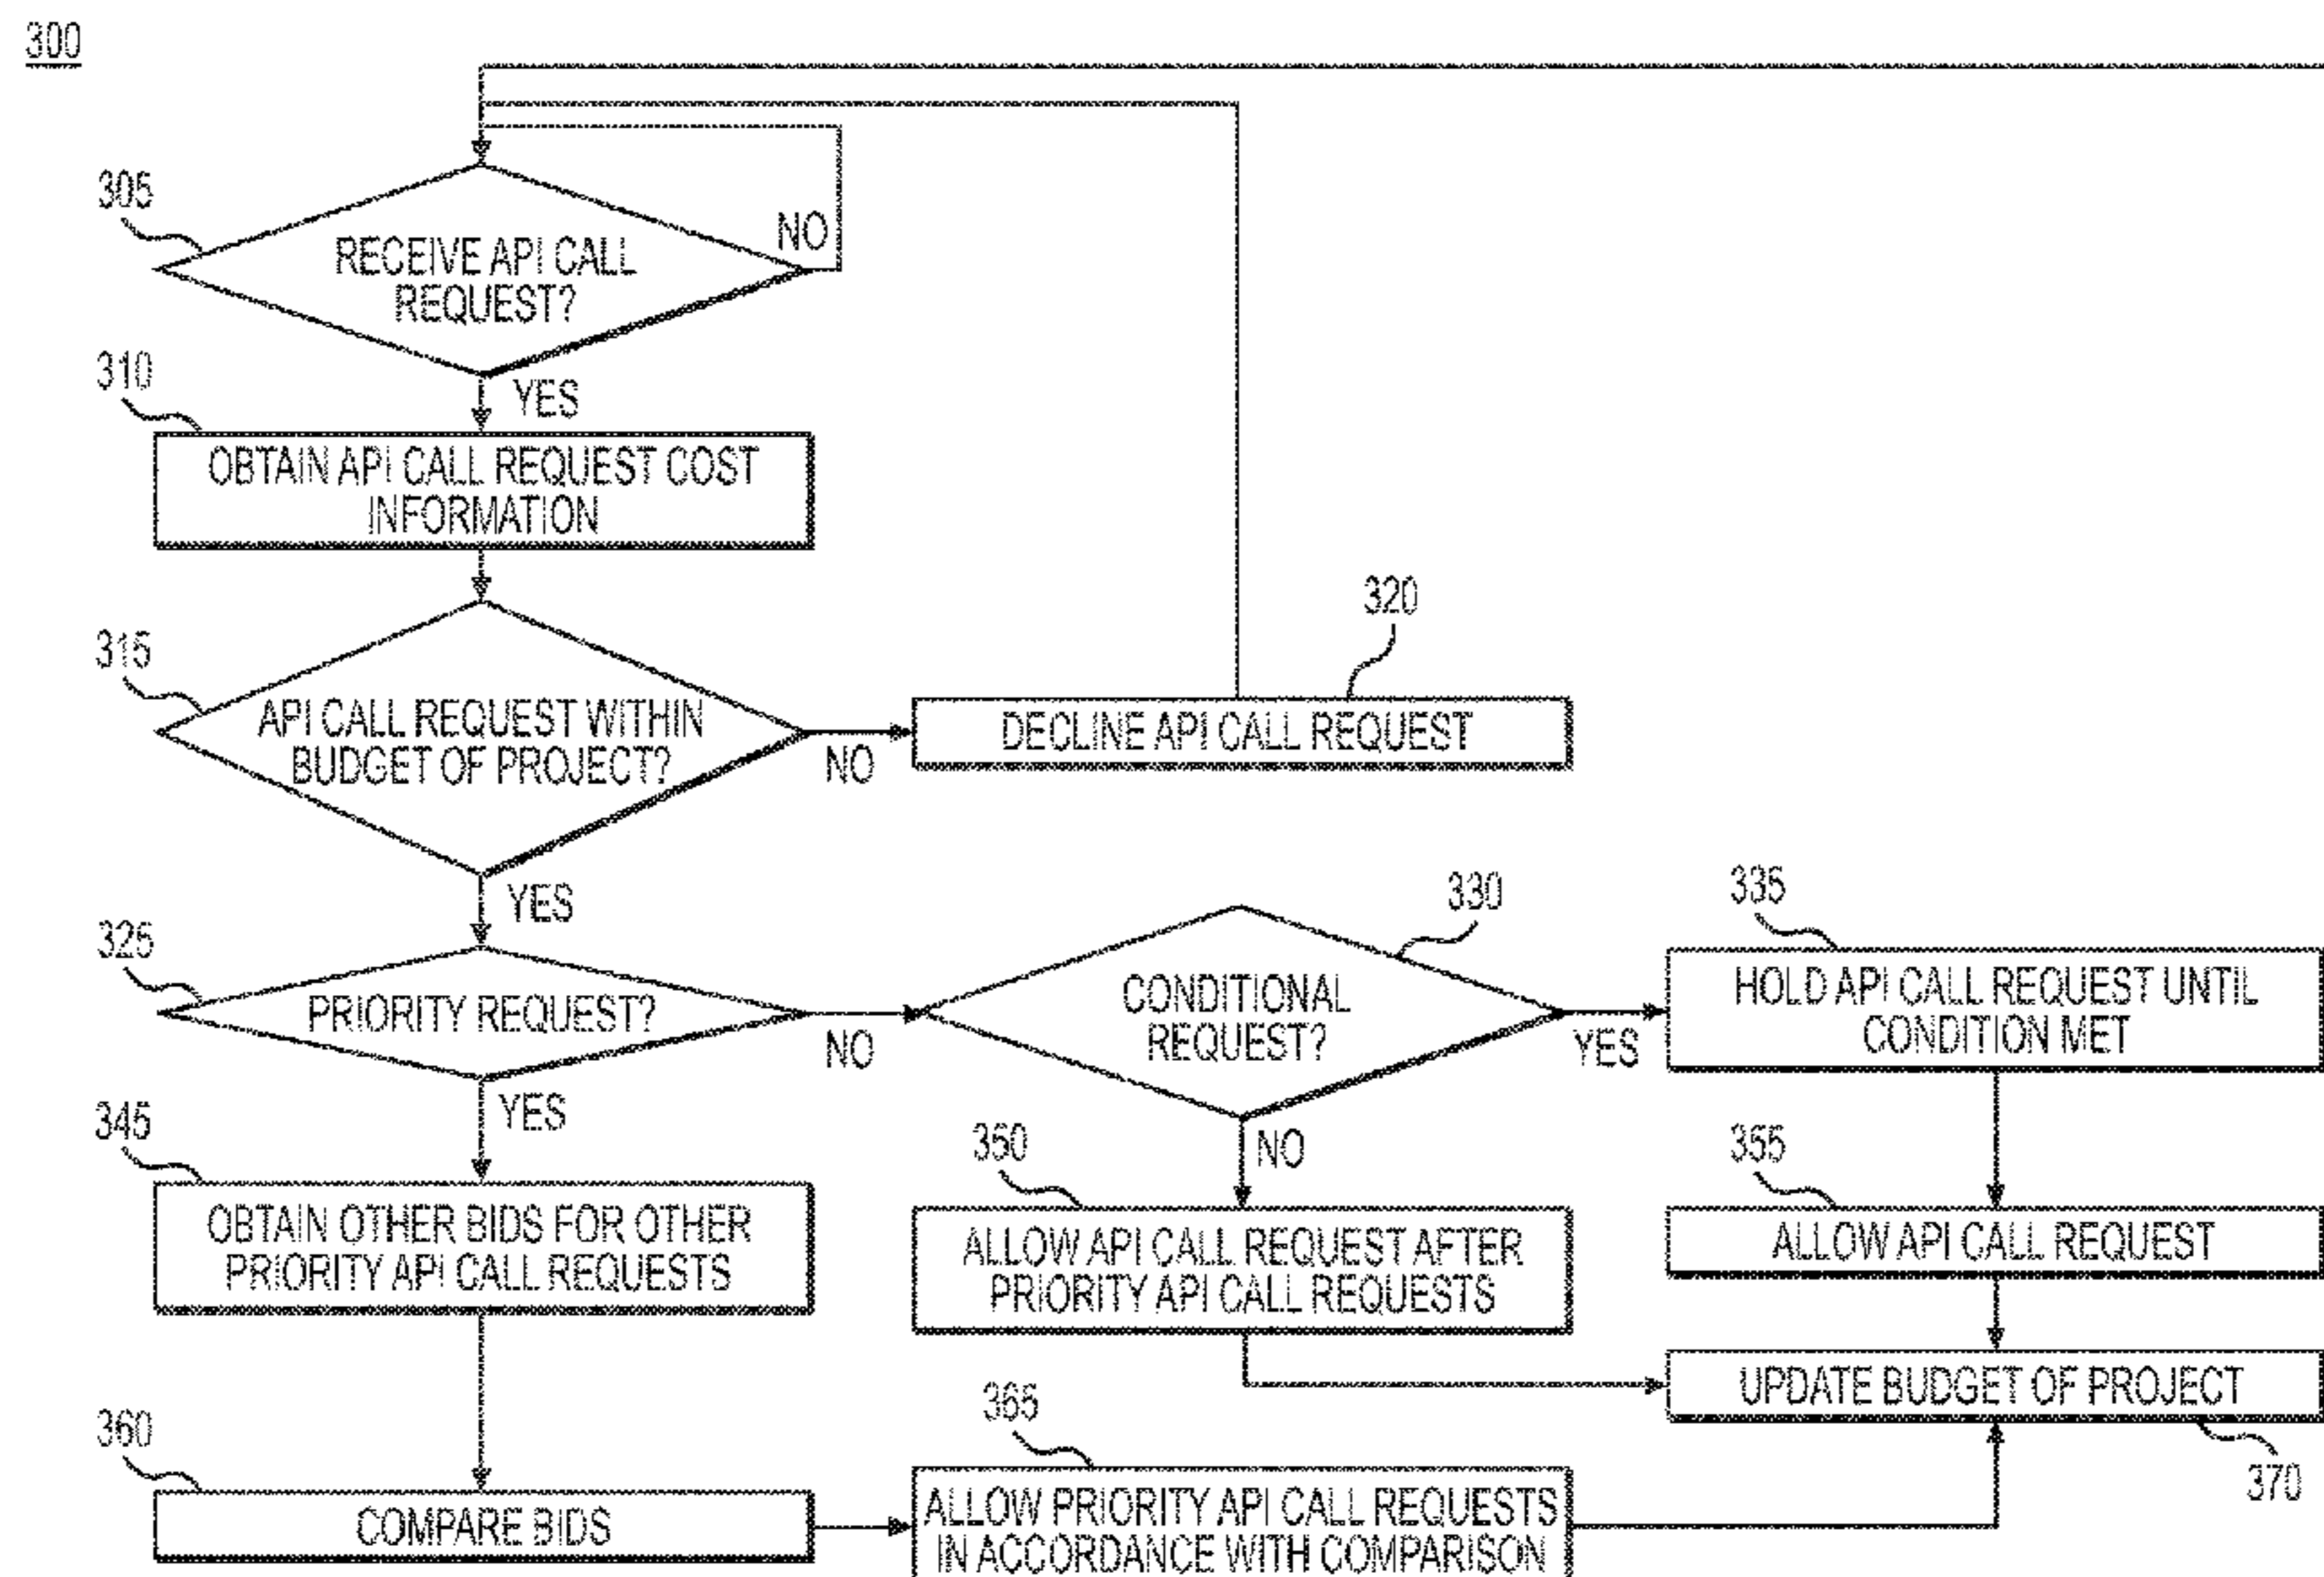 300
305
RECEIVE API CALL
REQUEST?
NO
YES
310
OBTAIN API CALL REQUEST COST
INFORMATION
315
API CALL REQUEST WITHIN
BUDGET OF PROJECT?
NO
YES
320
DECLINE API CALL REQUEST
325
PRIORITY REQUEST?
NO
YES
330
CONDITIONAL
REQUEST?
YES
NO
335
HOLD API CALL REQUEST UNTIL
CONDITION MET
345
OBTAIN OTHER BIDS FOR OTHER
PRIORITY API CALL REQUESTS
350
ALLOW API CALL REQUEST AFTER
PRIORITY API CALL REQUESTS
355
ALLOW API CALL REQUEST
UPDATE BUDGET OF PROJECT
370
360
COMPARE BIDS
365
ALLOW PRIORITY API CALL REQUESTS
IN ACCORDANCE WITH COMPARISON